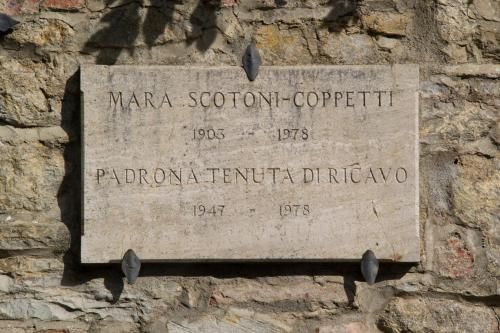 MARA SCOTONI-COPPETTI
1903 - 1978
PADRONA TENUTA DI RICAVO
1947 - 1978